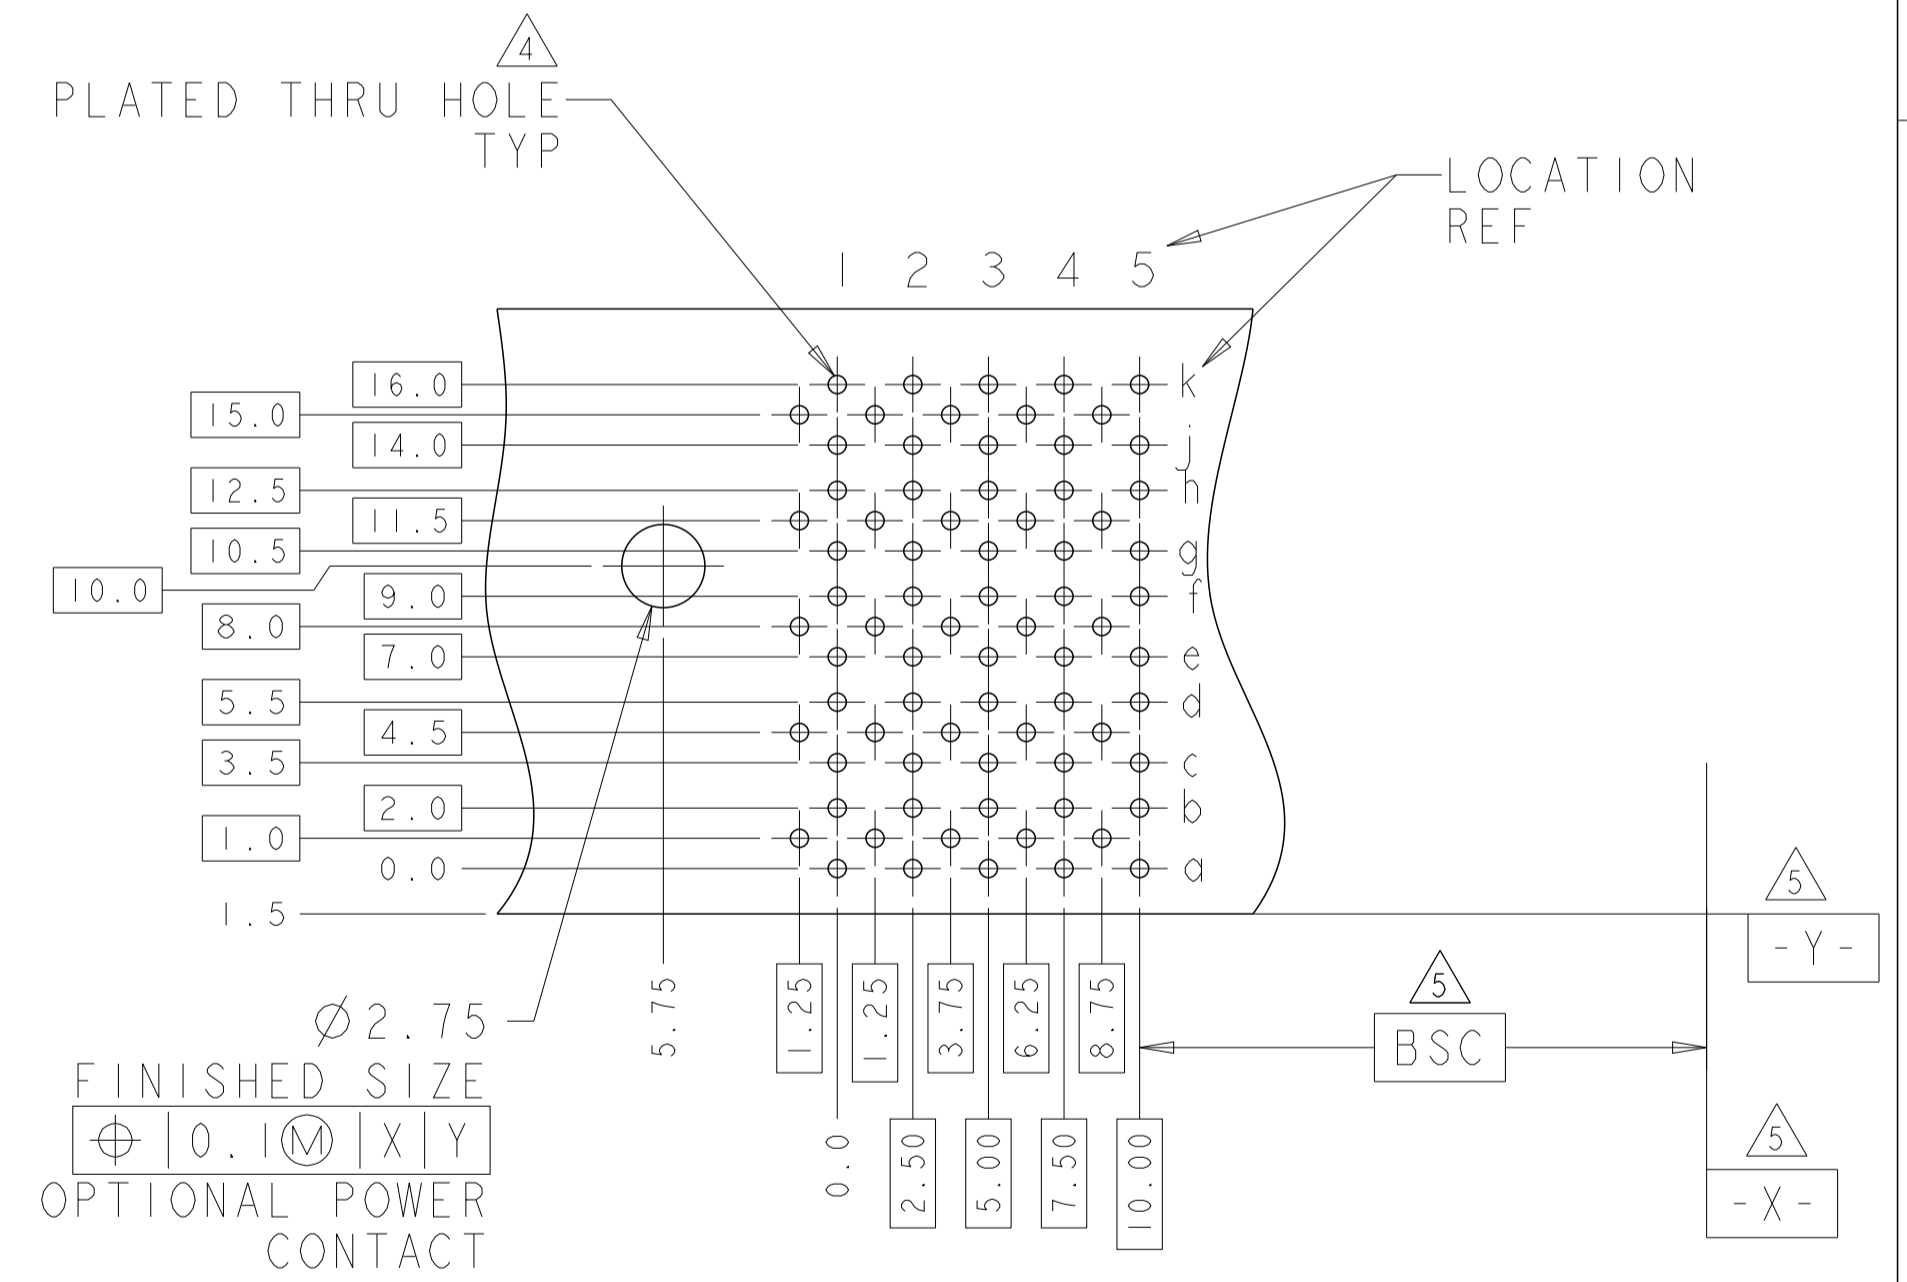 4
PLATED THRU HOLE
TYP
LOCATION
REF
1 2 3 4 5
16.0 k
15.0
14.0 j
12.5 h
11.5
10.5 g
10.0
9.0 f
8.0
7.0 e
5.5 d
4.5
3.5 c
2.0 b
1.0
0.0 a
1.5
5
-Y-
5.75
1.25
1.25
3.75
6.25
8.75
5
BSC
Ø2.75
FINISHED SIZE
⌖ 0.1 Ⓜ X Y
OPTIONAL POWER
CONTACT
0.0
2.50
5.00
7.50
10.00
5
-X-